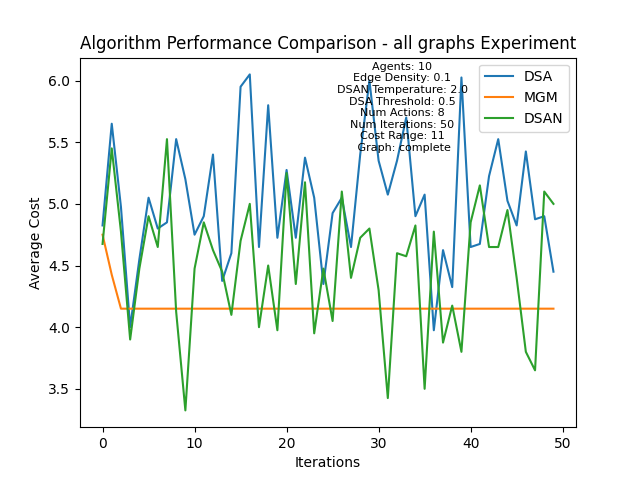 Algorithm Performance Comparison - all graphs Experiment
Agents: 10
Edge Density: 0.1
DSAN Temperature: 2.0
DSA Threshold: 0.5
Num Actions: 8
Num Iterations: 50
Cost Range: 11
Graph: complete
DSA
MGM
DSAN
Average Cost
6.0
5.5
5.0
4.5
4.0
3.5
0
10
20
30
40
50
Iterations